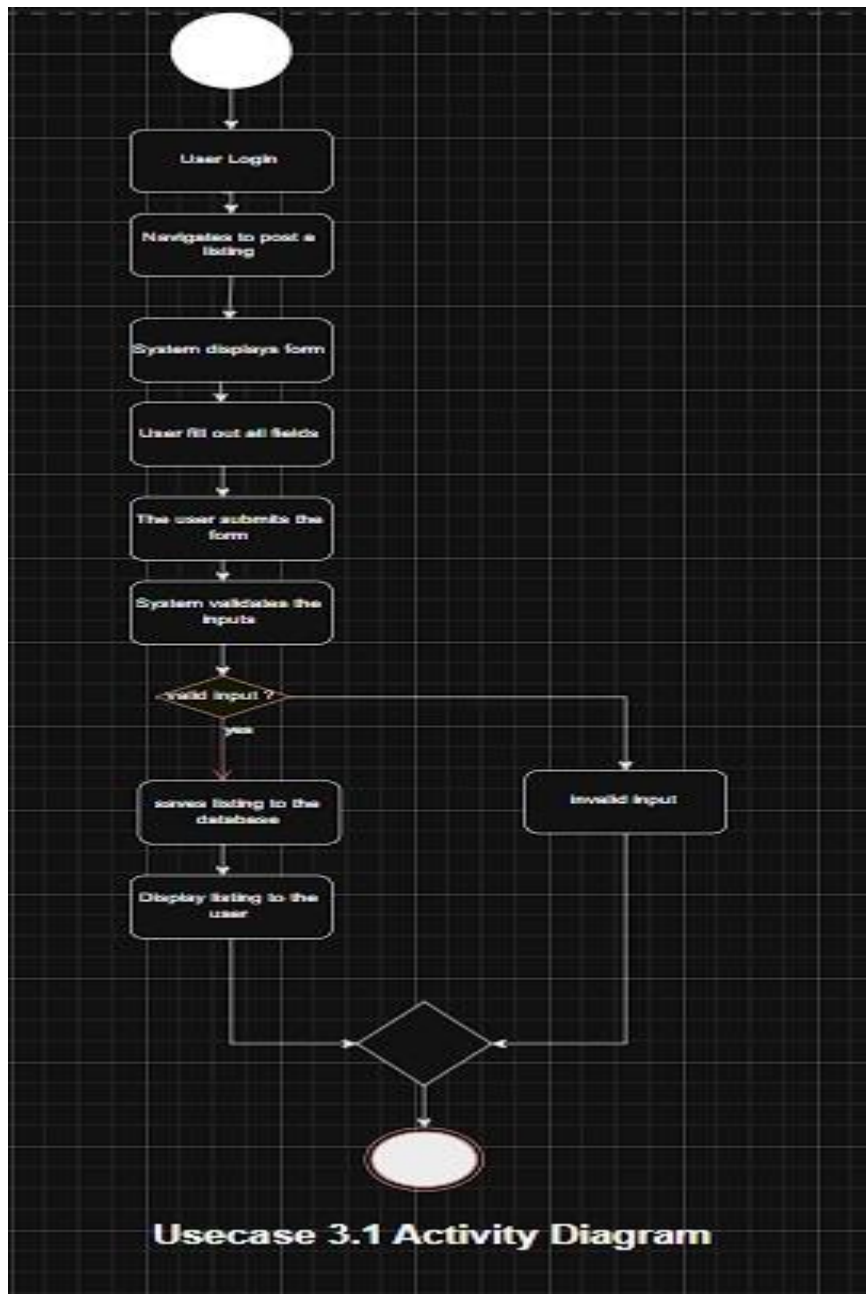 User Login
Navigates to post a
listing
System displays form
User fill out all fields
The user submits the
form
System validates the
inputs
valid input ?
yes
saves listing to the
database
invalid input
Display listing to the
user
Usecase 3.1 Activity Diagram